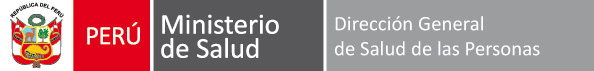 REPÚBLICA DEL PERÚ
PERÚ
Ministerio
de Salud
Dirección General
de Salud de las Personas